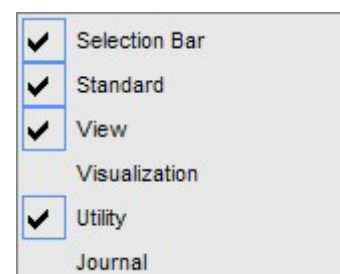 Selection Bar
Standard
View
Visualization
Utility
Journal